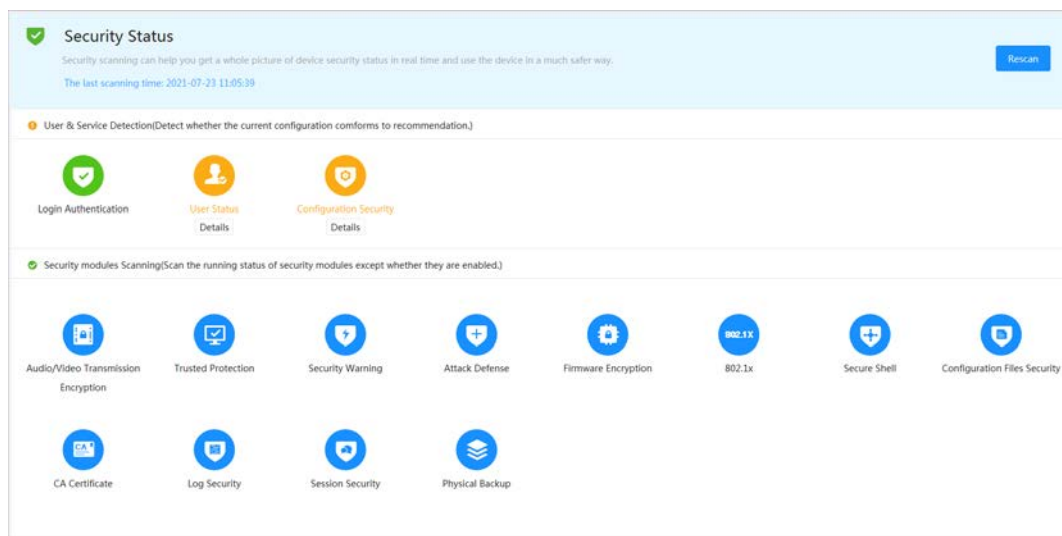 Security Status
Security scanning can help you get a whole picture of device security status in real time and use the device in a much safer way.
Rescan
The last scanning time: 2021-07-23 11:05:39
User & Service Detection(Detect whether the current configuration comforms to recommendation.)
Login Authentication
User Status
Configuration Security
Details
Details
Security modules Scanning(Scan the running status of security modules except whether they are enabled.)
802.1X
Audio/Video Transmission
Encryption
Trusted Protection
Security Warning
Attack Defense
Firmware Encryption
802.1x
Secure Shell
Configuration Files Security
CA
CA Certificate
Log Security
Session Security
Physical Backup